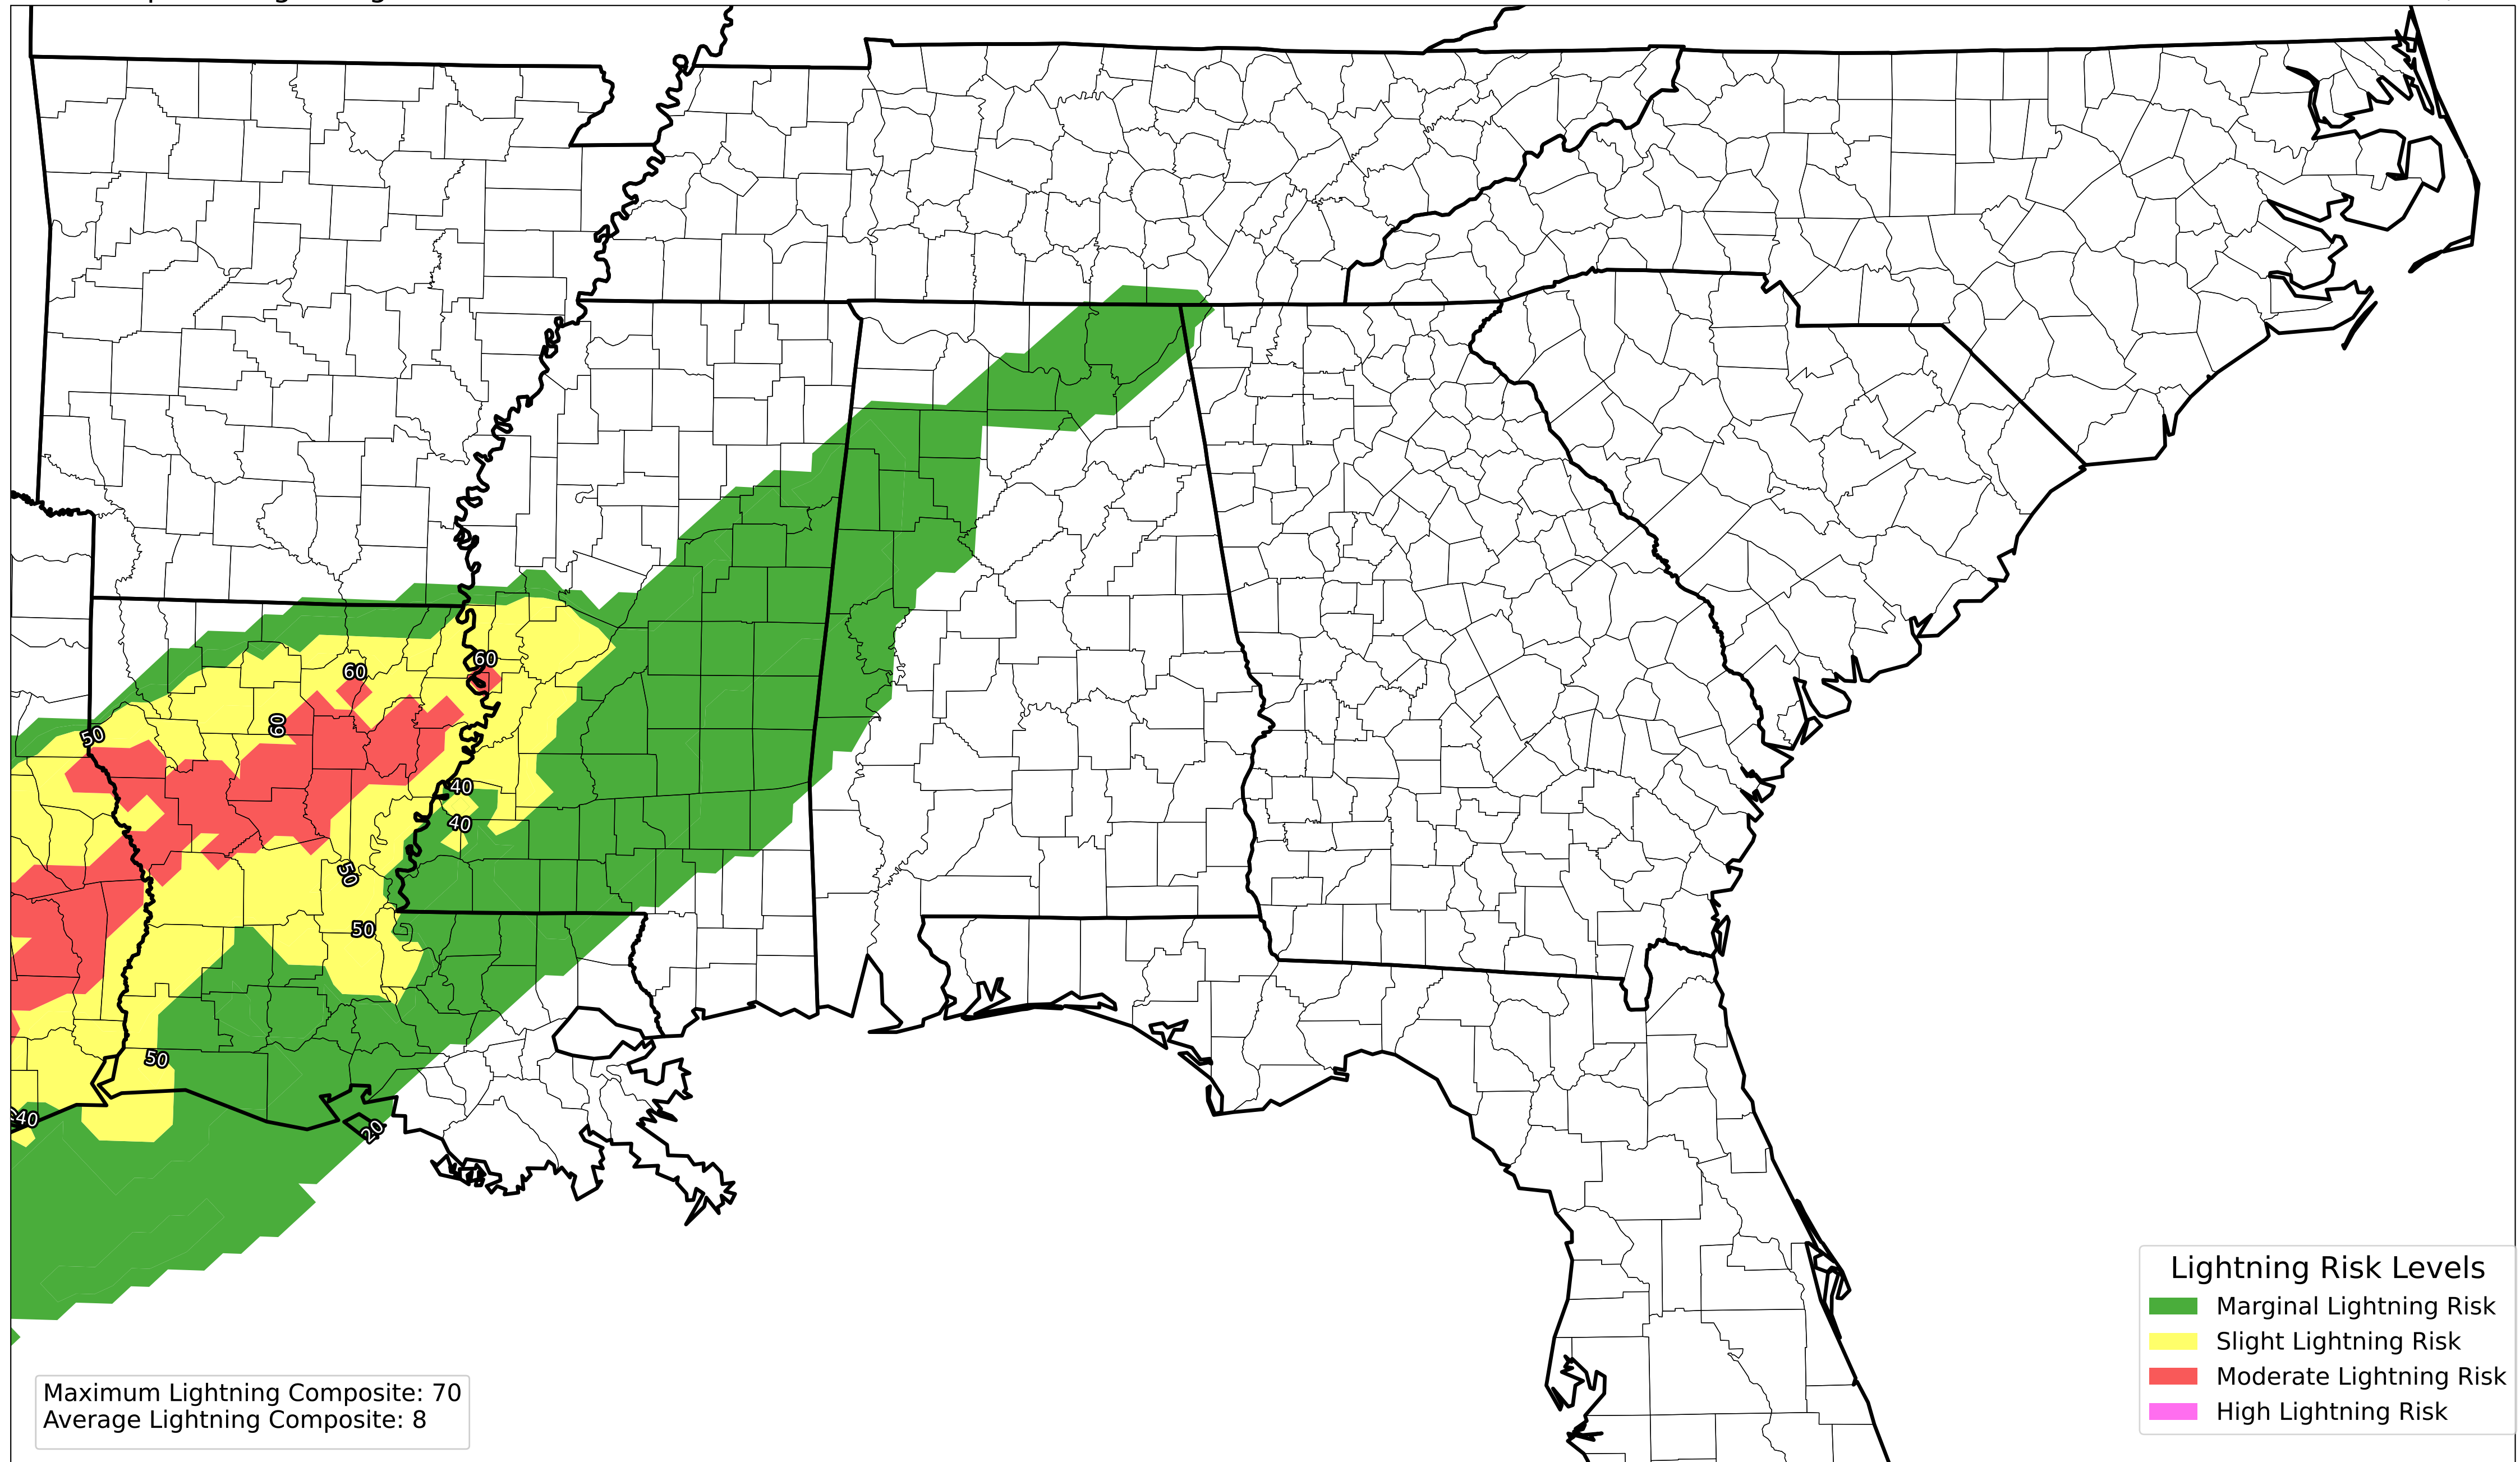 60
60
60
50
40
40
50
50
50
40
20
Lightning Risk Levels
Marginal Lightning Risk
Slight Lightning Risk
Moderate Lightning Risk
High Lightning Risk
Maximum Lightning Composite: 70
Average Lightning Composite: 8